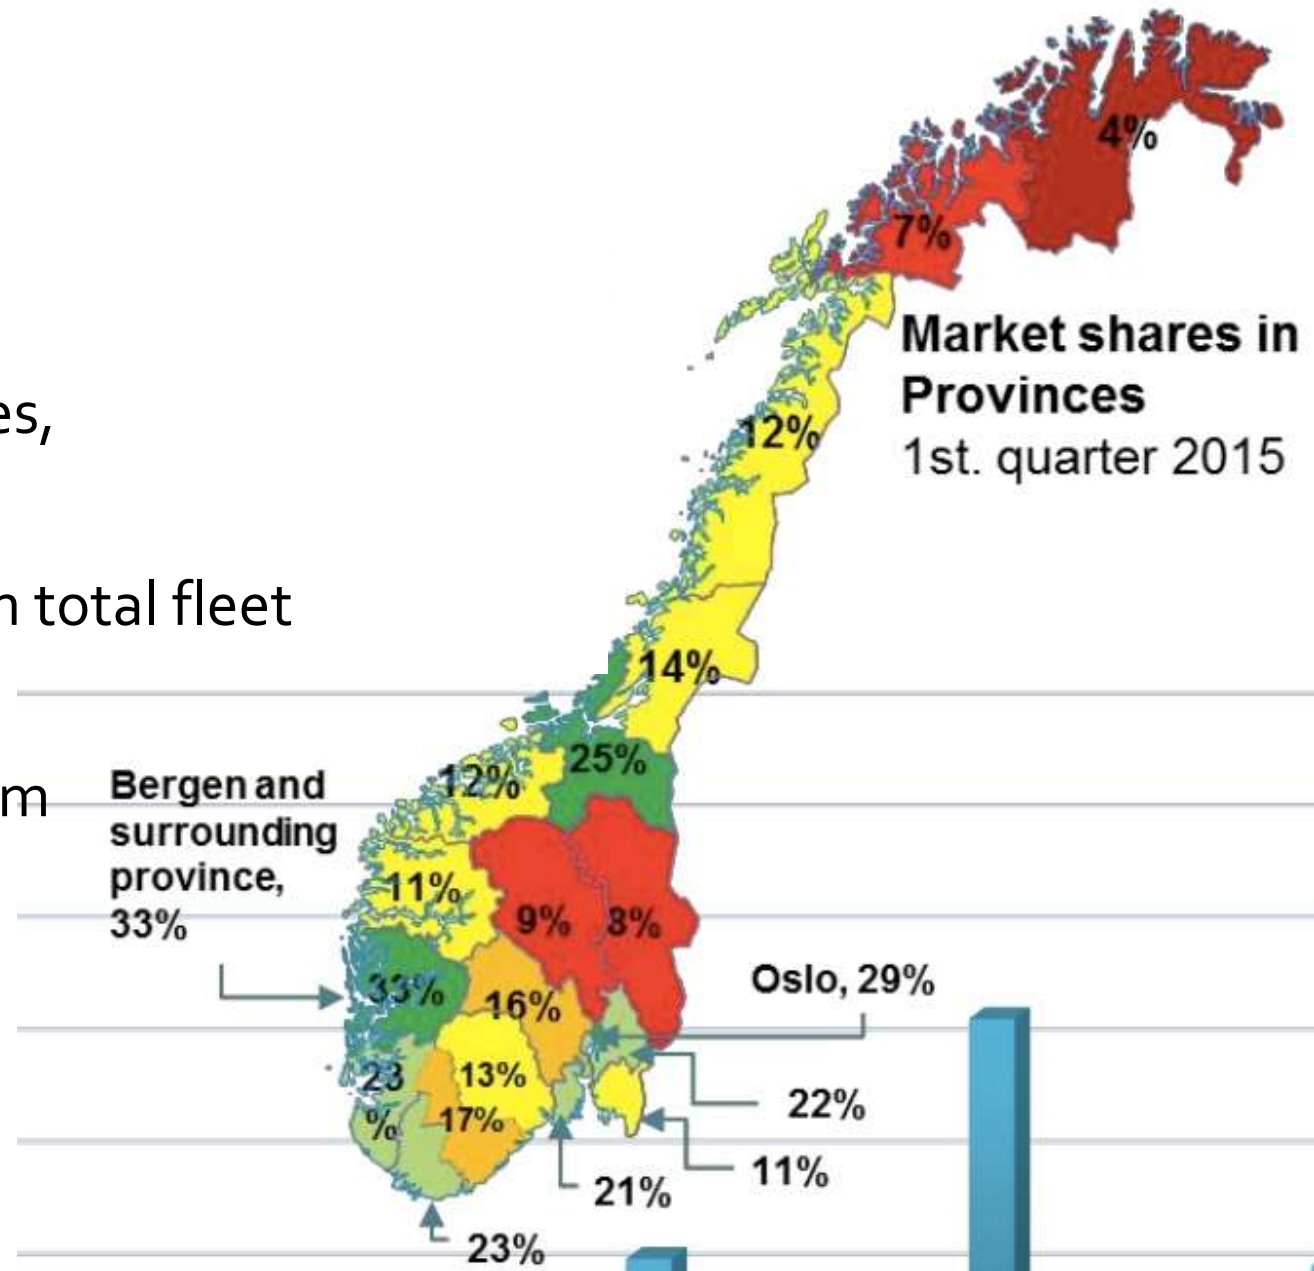 4%
7%
Market shares in
Provinces
1st. quarter 2015
es,
12%
n total fleet
14%
25%
12%
m
Bergen and
surrounding
province,
33%
11%
9%
8%
33%
16%
Oslo, 29%
23
%
13%
17%
22%
11%
21%
23%